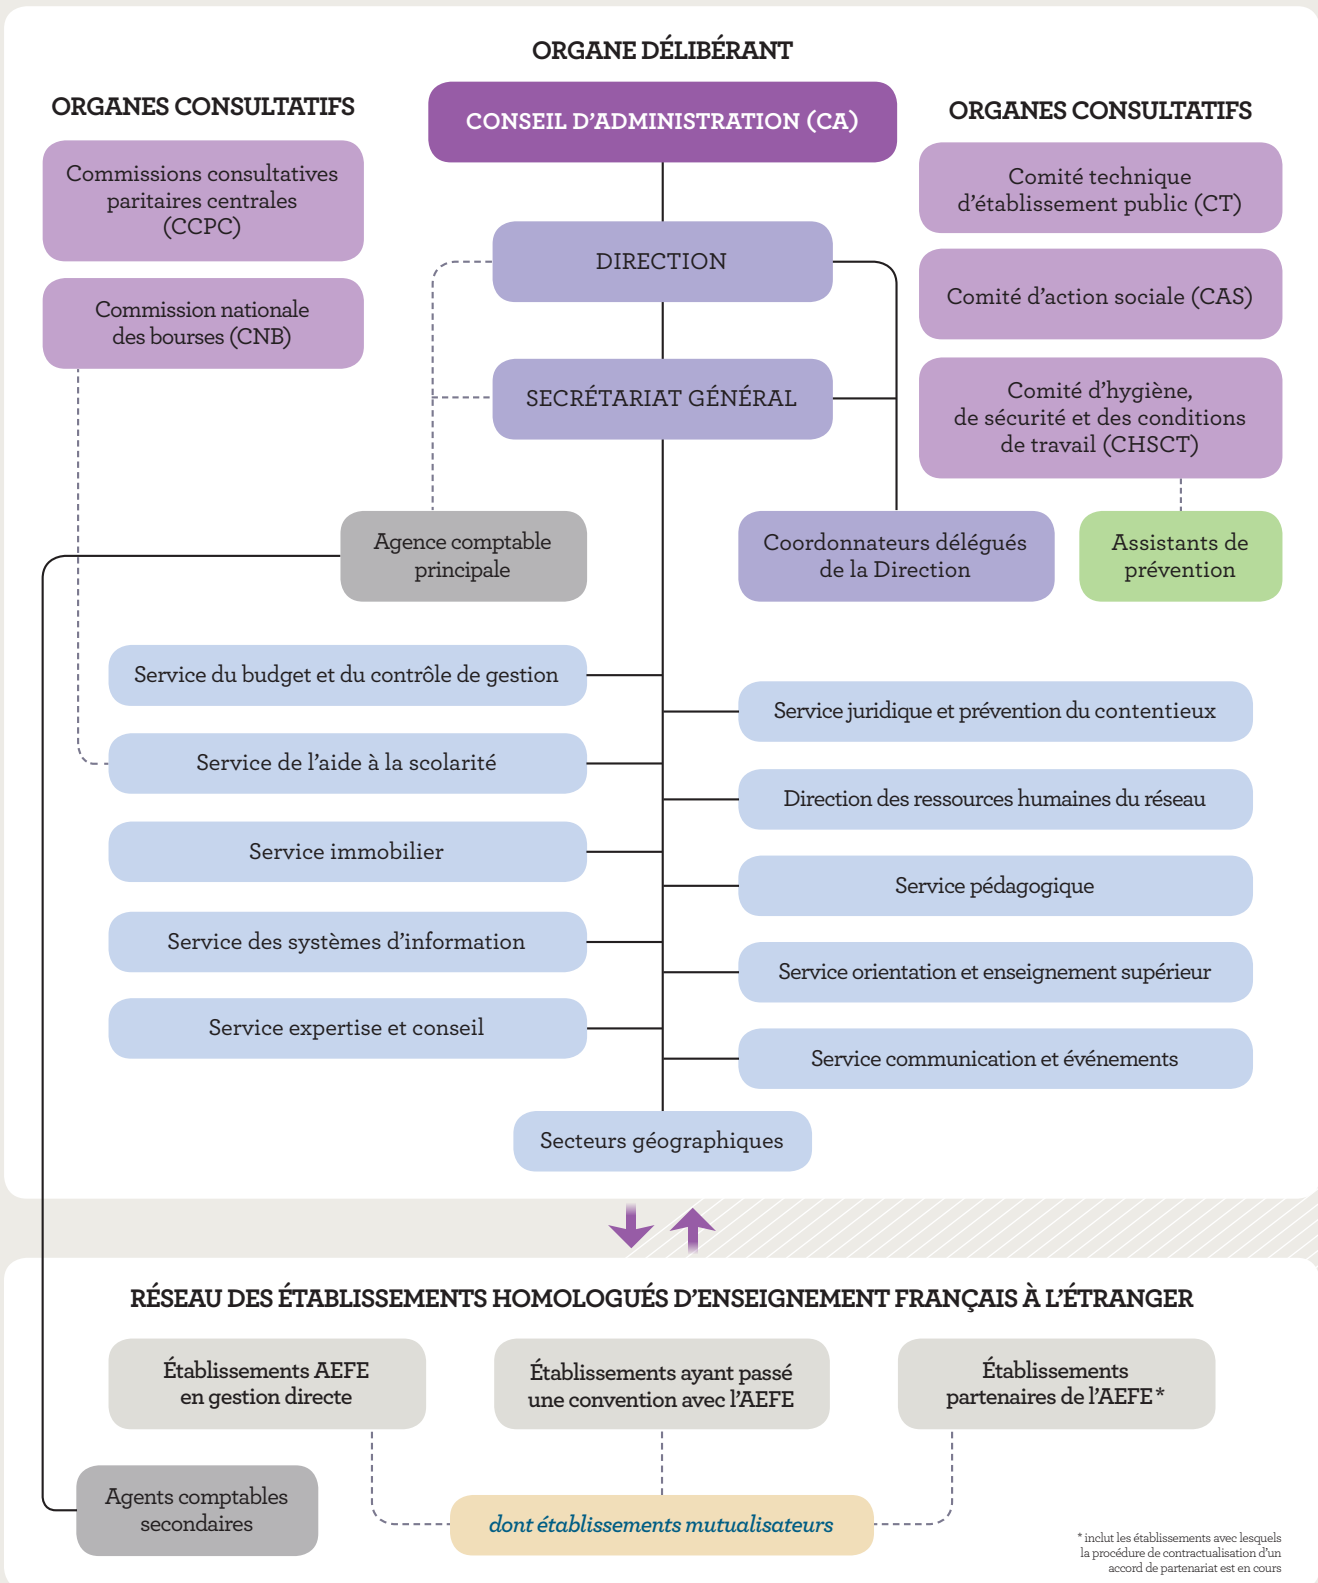 ORGANE DÉLIBÉRANT
CONSEIL D'ADMINISTRATION (CA)
ORGANES CONSULTATIFS
Commissions consultatives
paritaires centrales
(CCPC)
Commission nationale
des bourses (CNB)
ORGANES CONSULTATIFS
Comité technique
d'établissement public (CT)
Comité d'action sociale (CAS)
Comité d'hygiène,
de sécurité et des conditions
de travail (CHSCT)
DIRECTION
SECRÉTARIAT GÉNÉRAL
Agence comptable
principale
Coordonnateurs délégués
de la Direction
Assistants de
prévention
Service du budget et du contrôle de gestion
Service de l'aide à la scolarité
Service immobilier
Service des systèmes d'information
Service expertise et conseil
Service juridique et prévention du contentieux
Direction des ressources humaines du réseau
Service pédagogique
Service orientation et enseignement supérieur
Service communication et événements
Secteurs géographiques
RÉSEAU DES ÉTABLISSEMENTS HOMOLOGUÉS D'ENSEIGNEMENT FRANÇAIS À L'ÉTRANGER
Établissements AEFE
en gestion directe
Établissements ayant passé
une convention avec l'AEFE
Établissements
partenaires de l'AEFE*
Agents comptables
secondaires
dont établissements mutualisateurs
* inclut les établissements avec lesquels
la procédure de contractualisation d'un
accord de partenariat est en cours